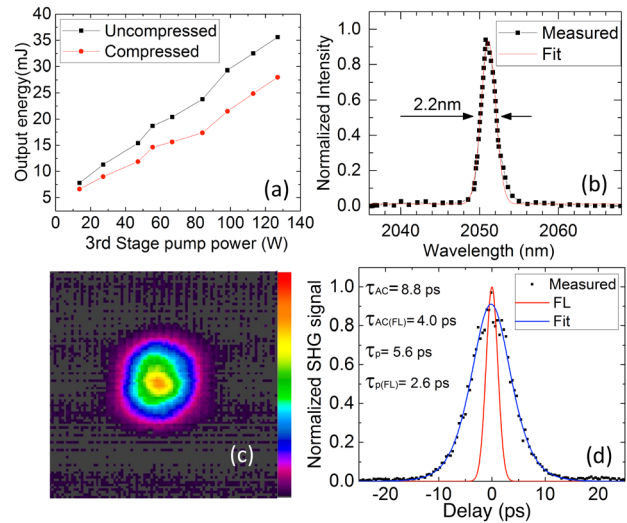 Uncompressed
Compressed
40
35
30
25
20
15
10
5
Output energy(mJ)
0 20 40 60 80 100 120 140
3rd Stage pump power (W)
(a)
Measured
Fit
1.0
0.8
0.6
0.4
0.2
0.0
Normalized Intensity
2.2nm
2040 2050 2060
Wavelength (nm)
(b)
(c)
Measured
FL
Fit
τAC= 8.8 ps
τAC(FL)= 4.0 ps
τp= 5.6 ps
τp(FL)= 2.6 ps
1.0
0.8
0.6
0.4
0.2
0.0
Normalized SHG signal
-20 -10 0 10 20
Delay (ps)
(d)